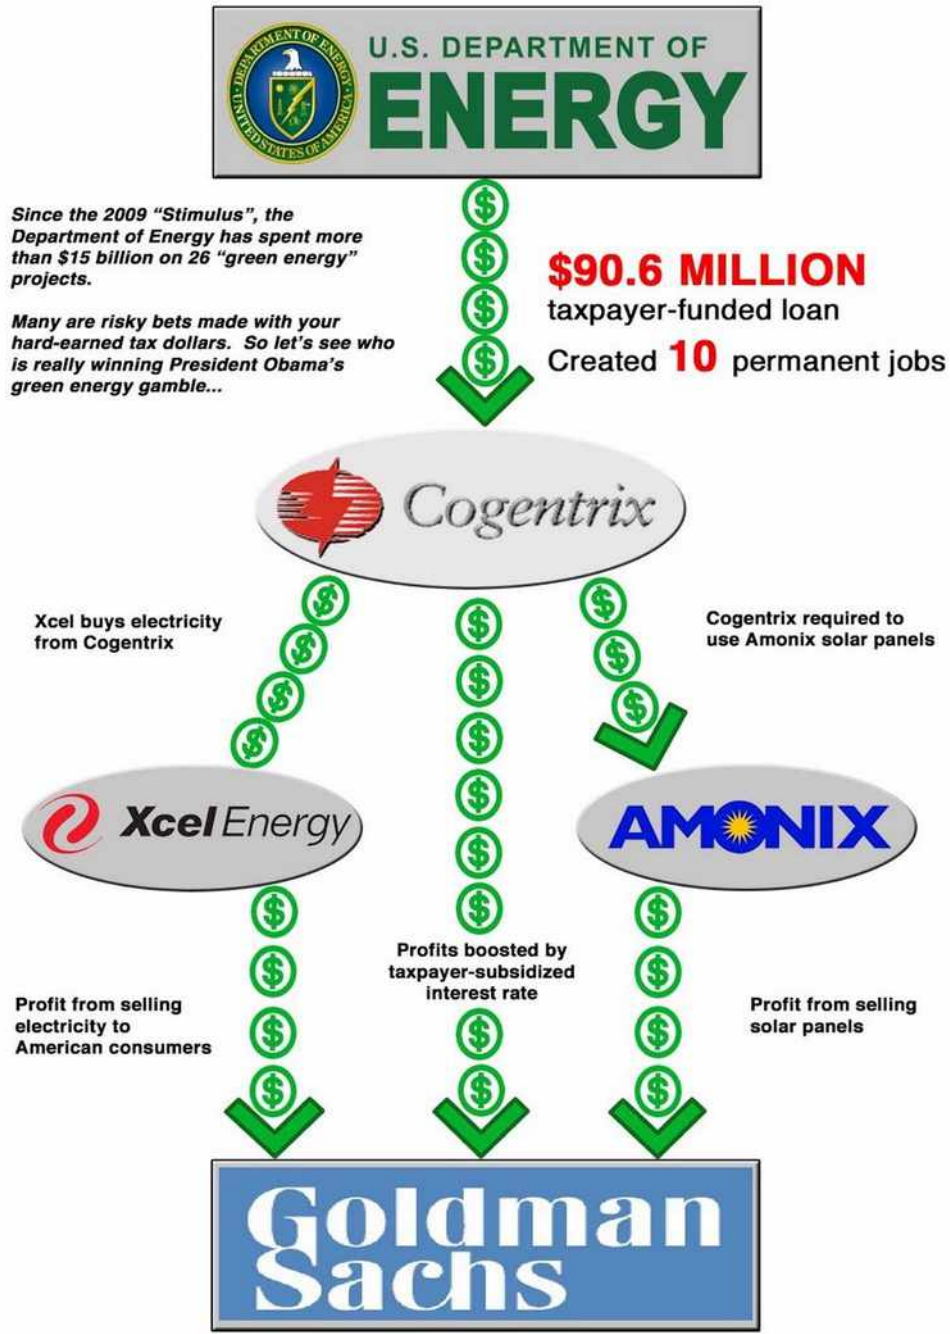 DEPARTMENT OF ENERGY
UNITED STATES OF AMERICA
U.S. DEPARTMENT OF
ENERGY
Since the 2009 “Stimulus”, the
Department of Energy has spent more
than $15 billion on 26 “green energy”
projects.
Many are risky bets made with your
hard-earned tax dollars. So let's see who
is really winning President Obama's
green energy gamble...
$90.6 MILLION
taxpayer-funded loan
Created 10 permanent jobs
Cogentrix
Xcel buys electricity
from Cogentrix
Cogentrix required to
use Amonix solar panels
Xcel Energy
AMONIX
Profits boosted by
taxpayer-subsidized
interest rate
Profit from selling
electricity to
American consumers
Profit from selling
solar panels
Goldman
Sachs